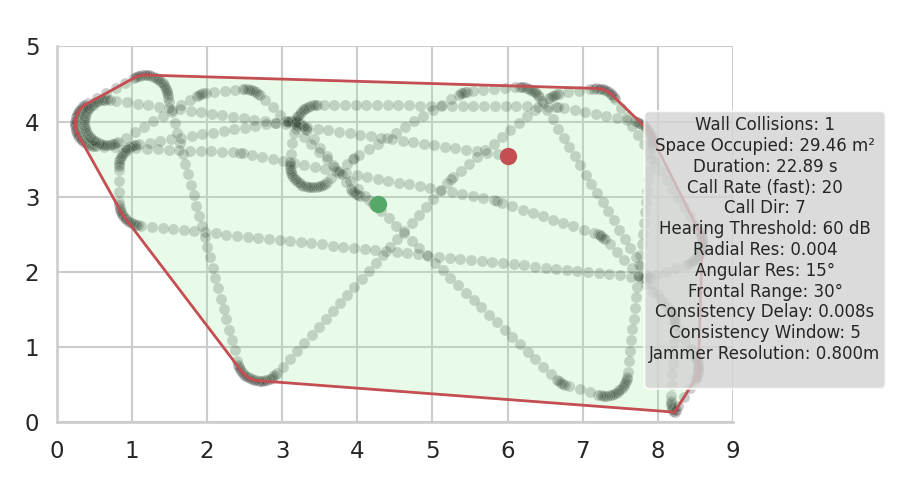 5
4
3
2
1
0
0 1 2 3 4 5 6 7 8 9
Wall Collisions: 1
Space Occupied: 29.46 m²
Duration: 22.89 s
Call Rate (fast): 20
Call Dir: 7
Hearing Threshold: 60 dB
Radial Res: 0.004
Angular Res: 15°
Frontal Range: 30°
Consistency Delay: 0.008s
Consistency Window: 5
Jammer Resolution: 0.800m